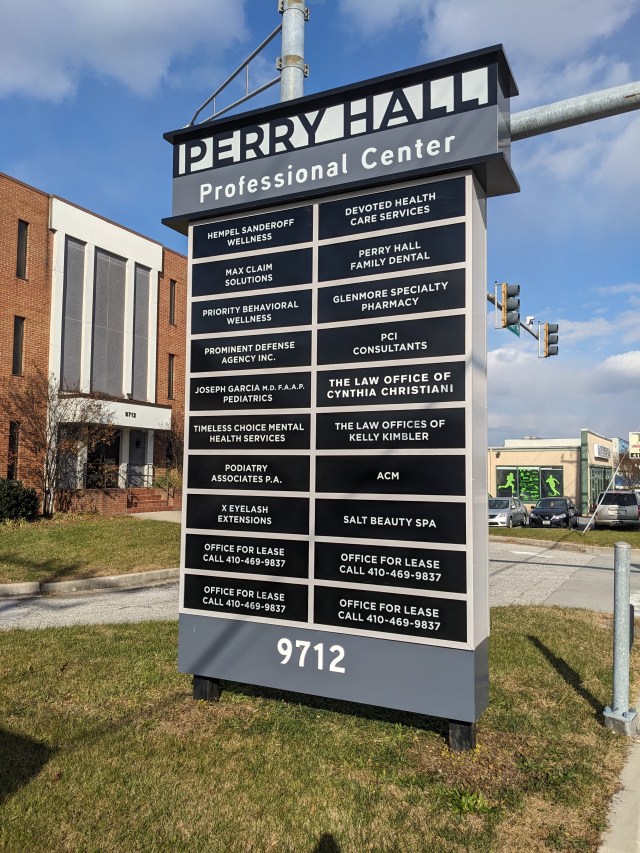 PERRY HALL
Professional Center
HEMPEL SANDEROFF
WELLNESS
DEVOTED HEALTH
CARE SERVICES
MAX CLAIM
SOLUTIONS
PERRY HALL
FAMILY DENTAL
PRIORITY BEHAVIORAL
WELLNESS
GLENMORE SPECIALTY
PHARMACY
PROMINENT DEFENSE
AGENCY INC.
PCI
CONSULTANTS
JOSEPH GARCIA M.D. F.A.A.P.
PEDIATRICS
THE LAW OFFICE OF
CYNTHIA CHRISTIANI
TIMELESS CHOICE MENTAL
HEALTH SERVICES
THE LAW OFFICES OF
KELLY KIMBLER
PODIATRY
ASSOCIATES P.A.
ACM
X EYELASH
EXTENSIONS
SALT BEAUTY SPA
OFFICE FOR LEASE
CALL 410-469-9837
OFFICE FOR LEASE
CALL 410-469-9837
OFFICE FOR LEASE
CALL 410-469-9837
OFFICE FOR LEASE
CALL 410-469-9837
9712
9712